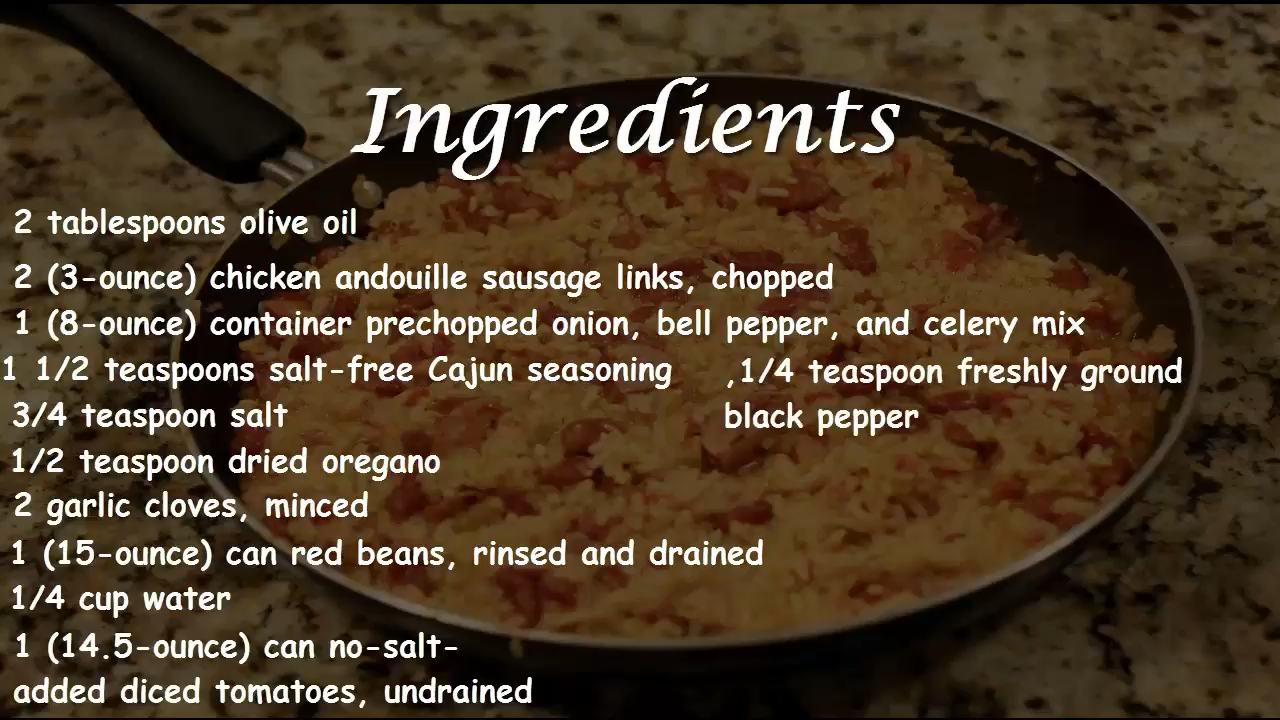 Ingredients
2 tablespoons olive oil
2 (3-ounce) chicken andouille sausage links, chopped
1 (8-ounce) container prechopped onion, bell pepper, and celery mix
1 1/2 teaspoons salt-free Cajun seasoning
,1/4 teaspoon freshly ground
black pepper
3/4 teaspoon salt
1/2 teaspoon dried oregano
2 garlic cloves, minced
1 (15-ounce) can red beans, rinsed and drained
1/4 cup water
1 (14.5-ounce) can no-salt-
added diced tomatoes, undrained